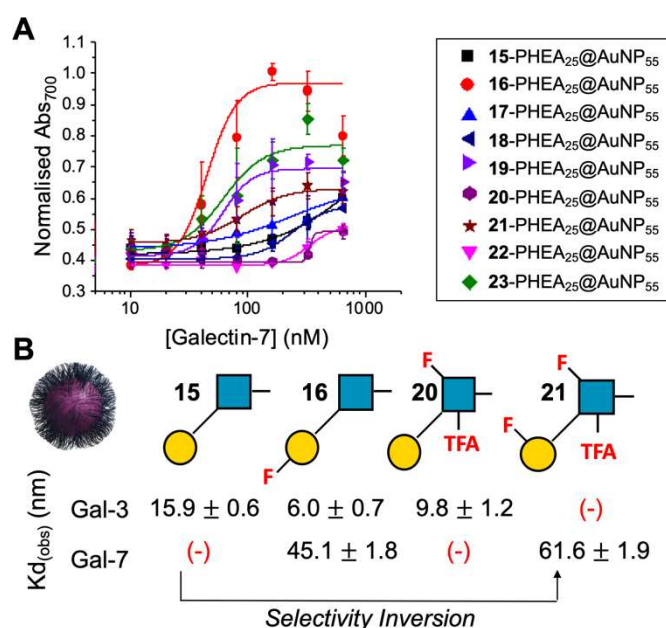 A
Normalised Abs₇₀₀
1.1
1.0
0.9
0.8
0.7
0.6
0.5
0.4
0.3
10
100
1000
[Galectin-7] (nM)
15-PHEA₂₅@AuNP₅₅
16-PHEA₂₅@AuNP₅₅
17-PHEA₂₅@AuNP₅₅
18-PHEA₂₅@AuNP₅₅
19-PHEA₂₅@AuNP₅₅
20-PHEA₂₅@AuNP₅₅
21-PHEA₂₅@AuNP₅₅
22-PHEA₂₅@AuNP₅₅
23-PHEA₂₅@AuNP₅₅
B
15
16
F
20
F
TFA
21
F
F
TFA
Kd(obs) (nm)
Gal-3 15.9 ± 0.6 6.0 ± 0.7 9.8 ± 1.2 (-)
Gal-7 (-) 45.1 ± 1.8 (-) 61.6 ± 1.9
Selectivity Inversion